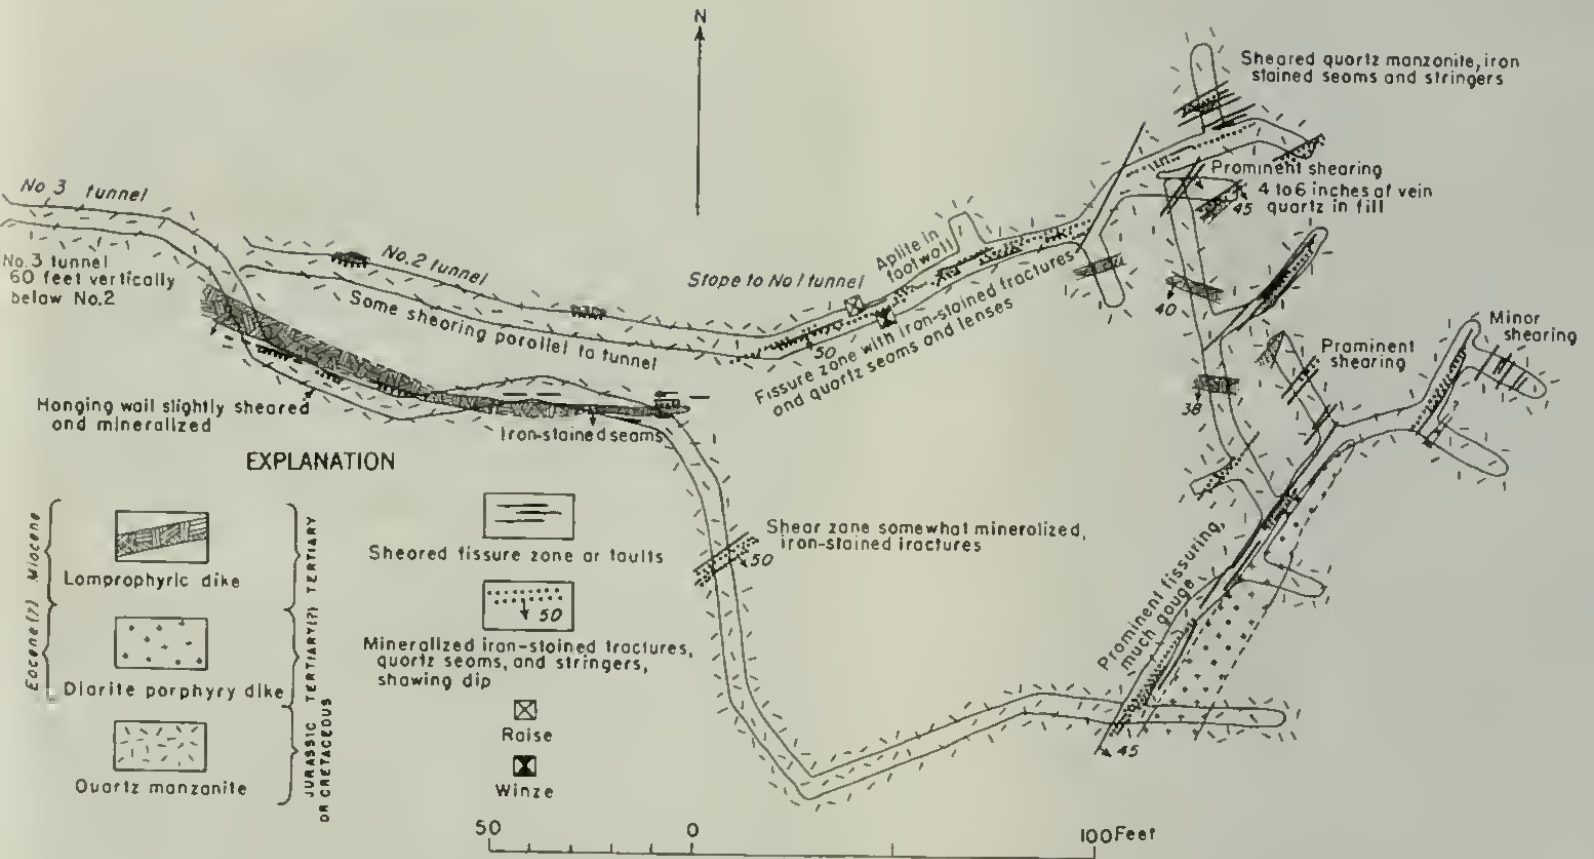 N
Sheared quartz manzonite, iron
stained seams and stringers
No 3 tunnel
No.3 tunnel
60 feet vertically
below No.2
No.2 tunnel
Some shearing parallel to tunnel
Stope to No I tunnel
Aplite in
footwall
50
Fissure zone with iron-stained fractures
and quartz seams and lenses
Prominent shearing
4 to 6 inches of vein
quartz in fill
45
40
38
Prominent
shearing
Minor
shearing
Hanging wall slightly sheared
and mineralized
Iron-stained seams
Shear zone somewhat mineralized,
iron-stained fractures
50
Prominent fissuring,
much gouge
45
EXPLANATION
Eocene(?) Miocene
Lamprophyric dike
Diorite porphyry dike
Quartz manzanite
TERTIARY
TERTIARY(?)
JURASSIC
OR CRETACEOUS
Sheared fissure zone or faults
50
Mineralized iron-stained fractures,
quartz seams, and stringers,
showing dip
Raise
Winze
50 0 100 Feet